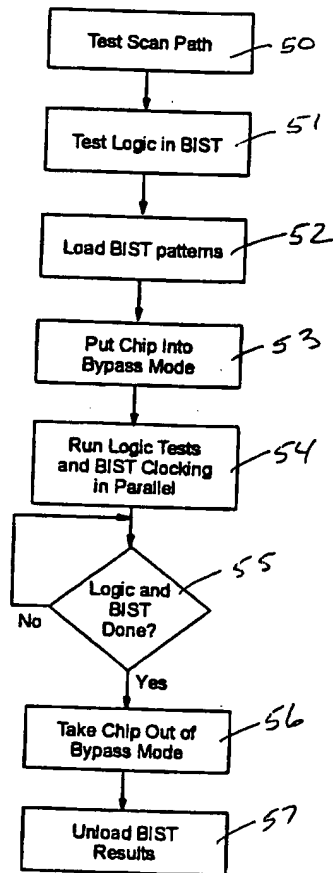 Test Scan Path
50
Test Logic in BIST
51
Load BIST patterns
52
Put Chip Into
Bypass Mode
53
Run Logic Tests
and BIST Clocking
in Parallel
54
Logic and
BIST
Done?
55
No
Yes
Take Chip Out of
Bypass Mode
56
Unload BIST
Results
57